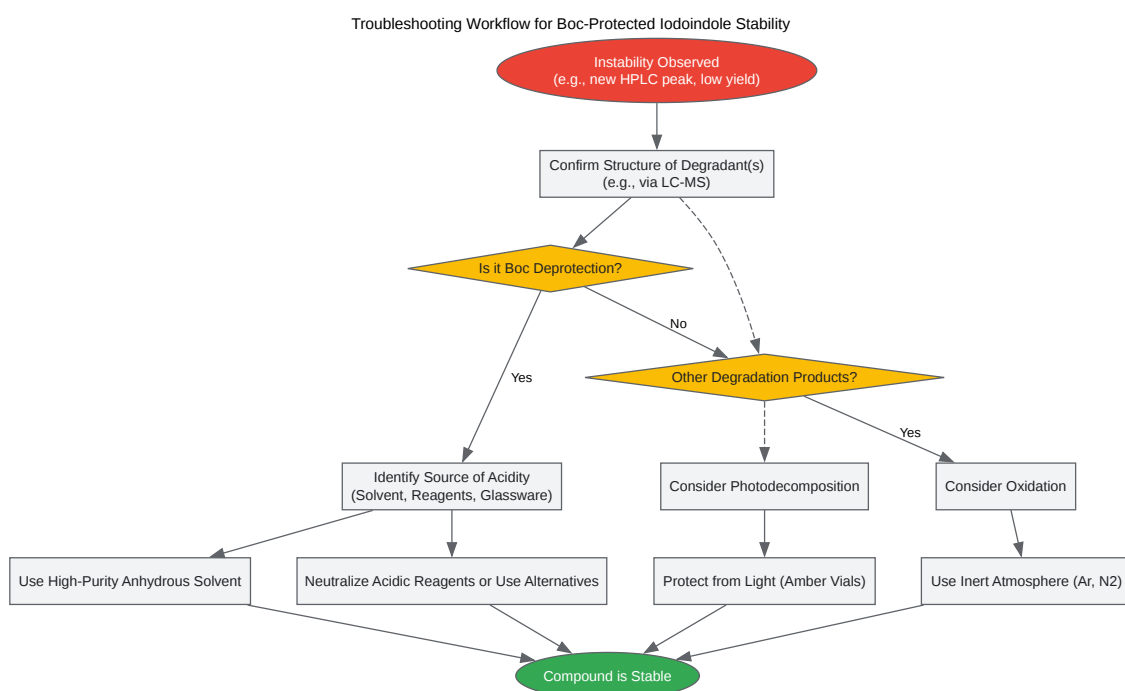 Troubleshooting Workflow for Boc-Protected Iodoindole Stability
Instability Observed
(e.g., new HPLC peak, low yield)
Confirm Structure of Degradant(s)
(e.g., via LC-MS)
Is it Boc Deprotection?
No
Other Degradation Products?
Yes
Yes
Identify Source of Acidity
(Solvent, Reagents, Glassware)
Consider Photodecomposition
Consider Oxidation
Use High-Purity Anhydrous Solvent
Neutralize Acidic Reagents or Use Alternatives
Protect from Light (Amber Vials)
Use Inert Atmosphere (Ar, N2)
Compound is Stable